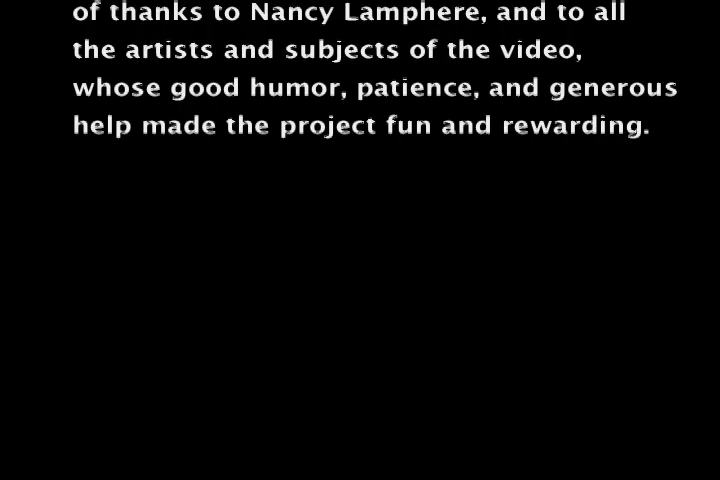 of thanks to Nancy Lamphere, and to all
the artists and subjects of the video,
whose good humor, patience, and generous
help made the project fun and rewarding.